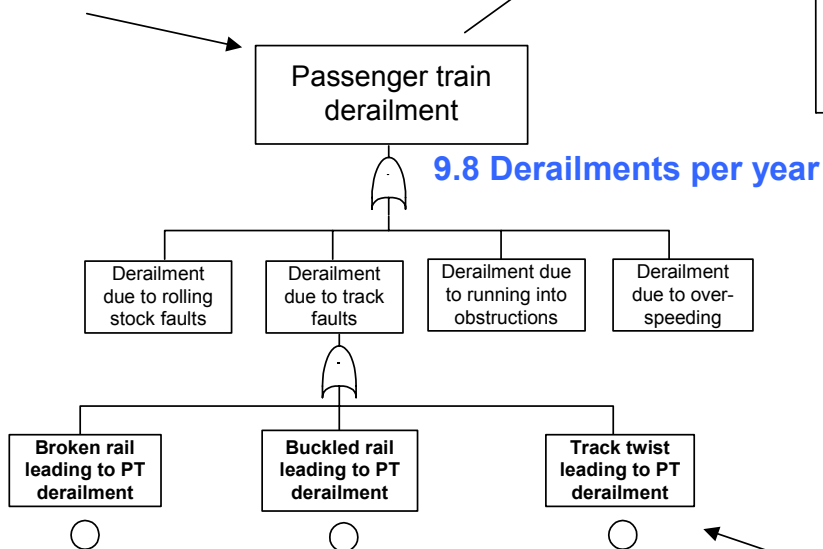 Passenger train
derailment
9.8 Derailments per year
Derailment
due to rolling
stock faults
Derailment
due to track
faults
Derailment due
to running into
obstructions
Derailment
due to over-
speeding
Broken rail
leading to PT
derailment
Buckled rail
leading to PT
derailment
Track twist
leading to PT
derailment